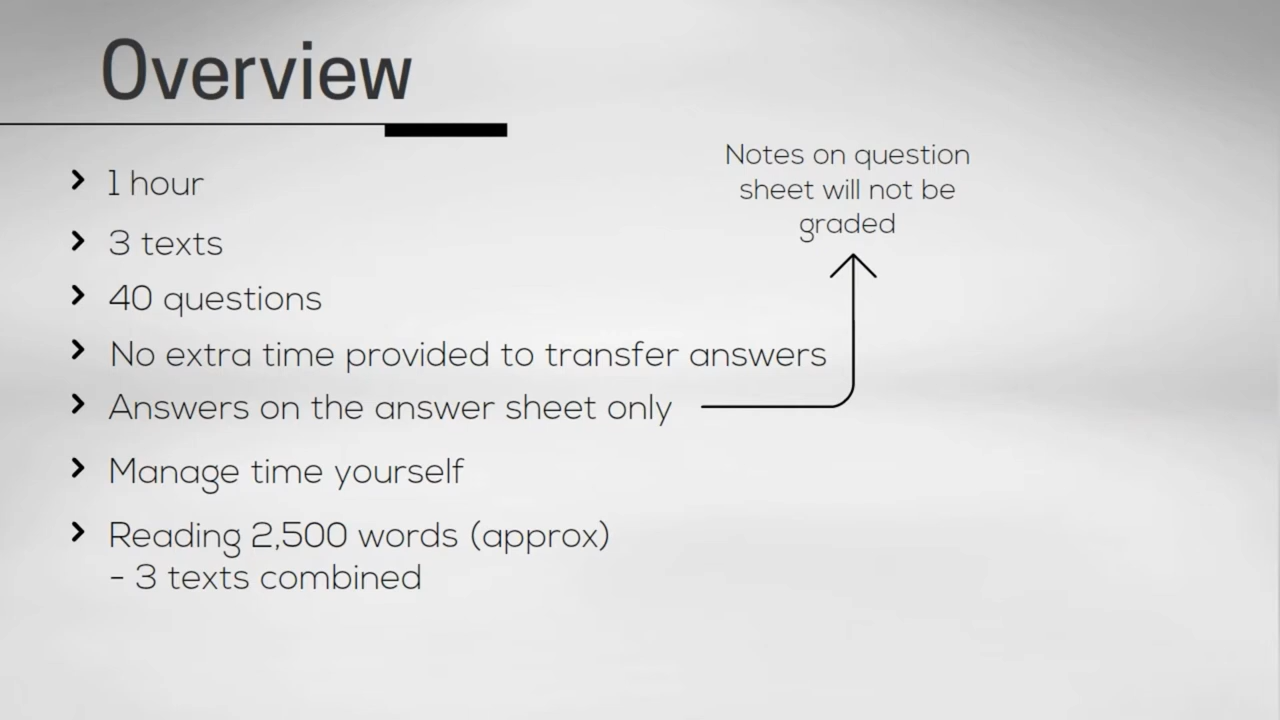 Overview
1 hour
3 texts
40 questions
No extra time provided to transfer answers
Answers on the answer sheet only
Notes on question
sheet will not be
graded
Manage time yourself
Reading 2,500 words (approx)
- 3 texts combined